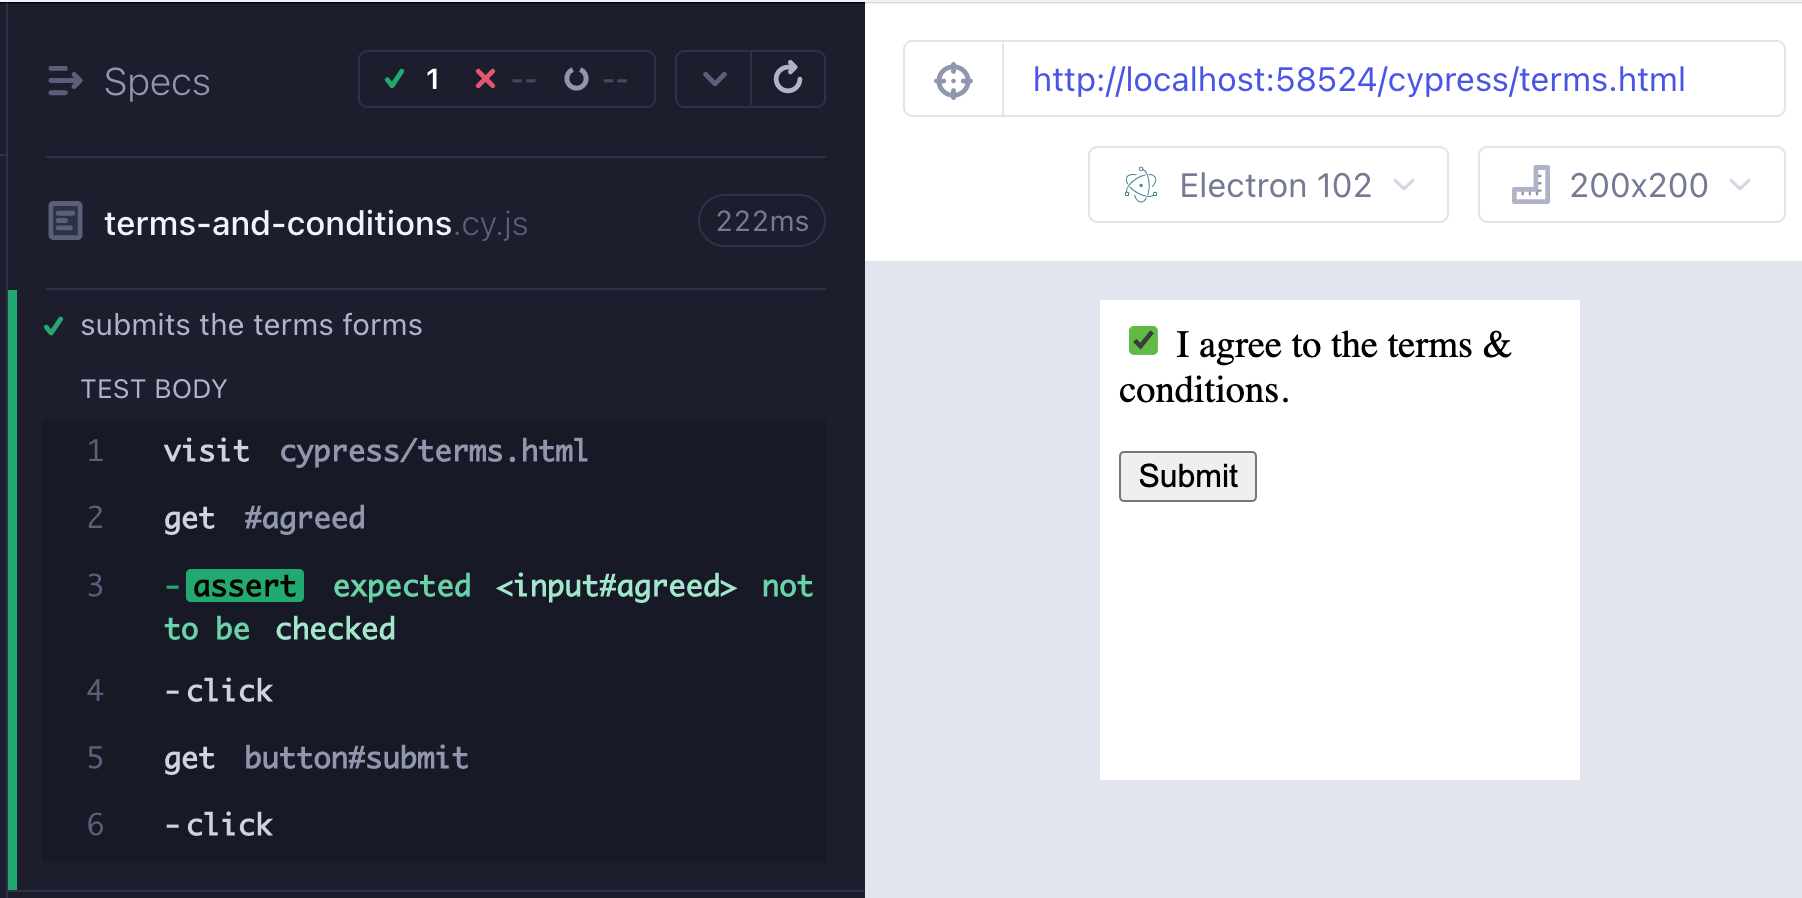 Specs
1 -- --
terms-and-conditions.cy.js 222ms
submits the terms forms
TEST BODY
1 visit cypress/terms.html
2 get #agreed
3 -assert expected <input#agreed> not
to be checked
4 -click
5 get button#submit
6 -click
http://localhost:58524/cypress/terms.html
Electron 102 200x200
I agree to the terms &
conditions.
Submit